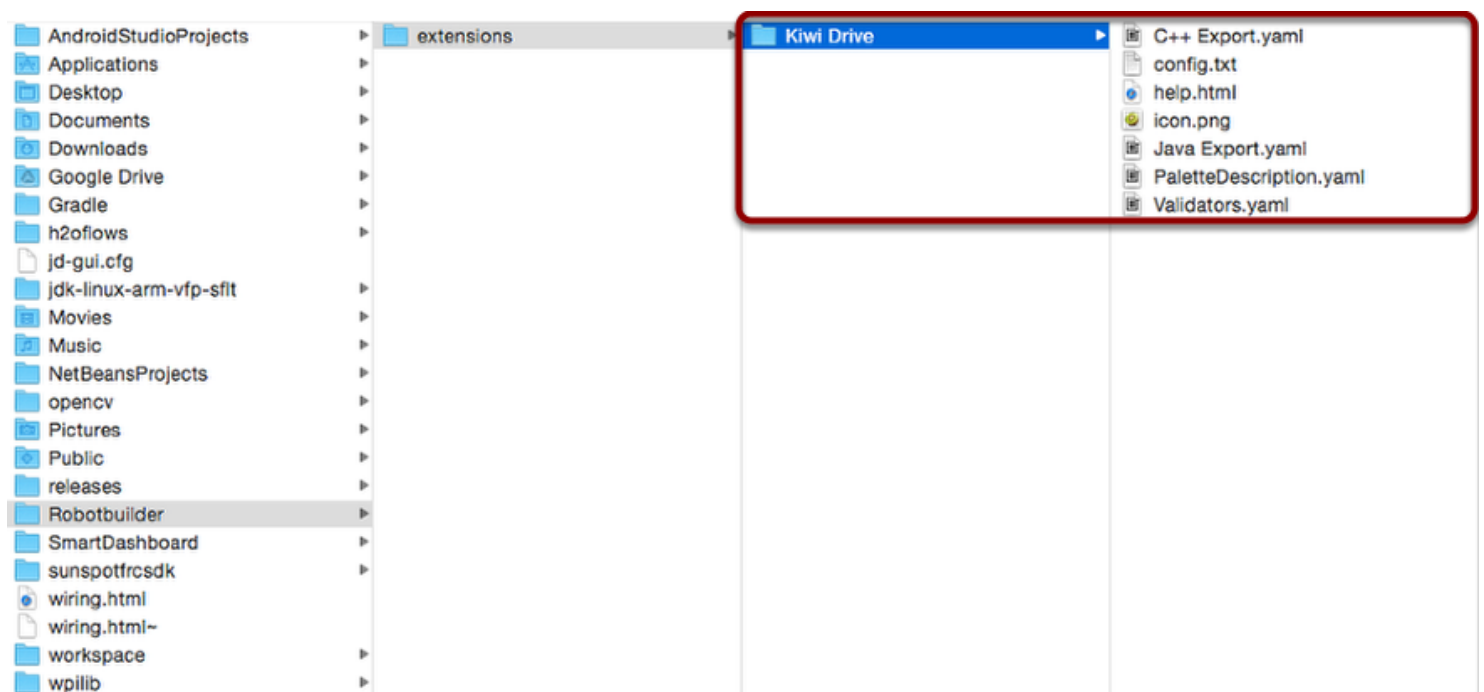 AndroidStudioProjects
Applications
Desktop
Documents
Downloads
Google Drive
Gradle
h2oflows
jd-gui.cfg
jdk-linux-arm-vfp-sflt
Movies
Music
NetBeansProjects
opencv
Pictures
Public
releases
Robotbuilder
SmartDashboard
sunspotfrcsdk
wiring.html
wiring.html~
workspace
wpilib
extensions
Kiwi Drive
C++ Export.yaml
config.txt
help.html
icon.png
Java Export.yaml
PaletteDescription.yaml
Validators.yaml